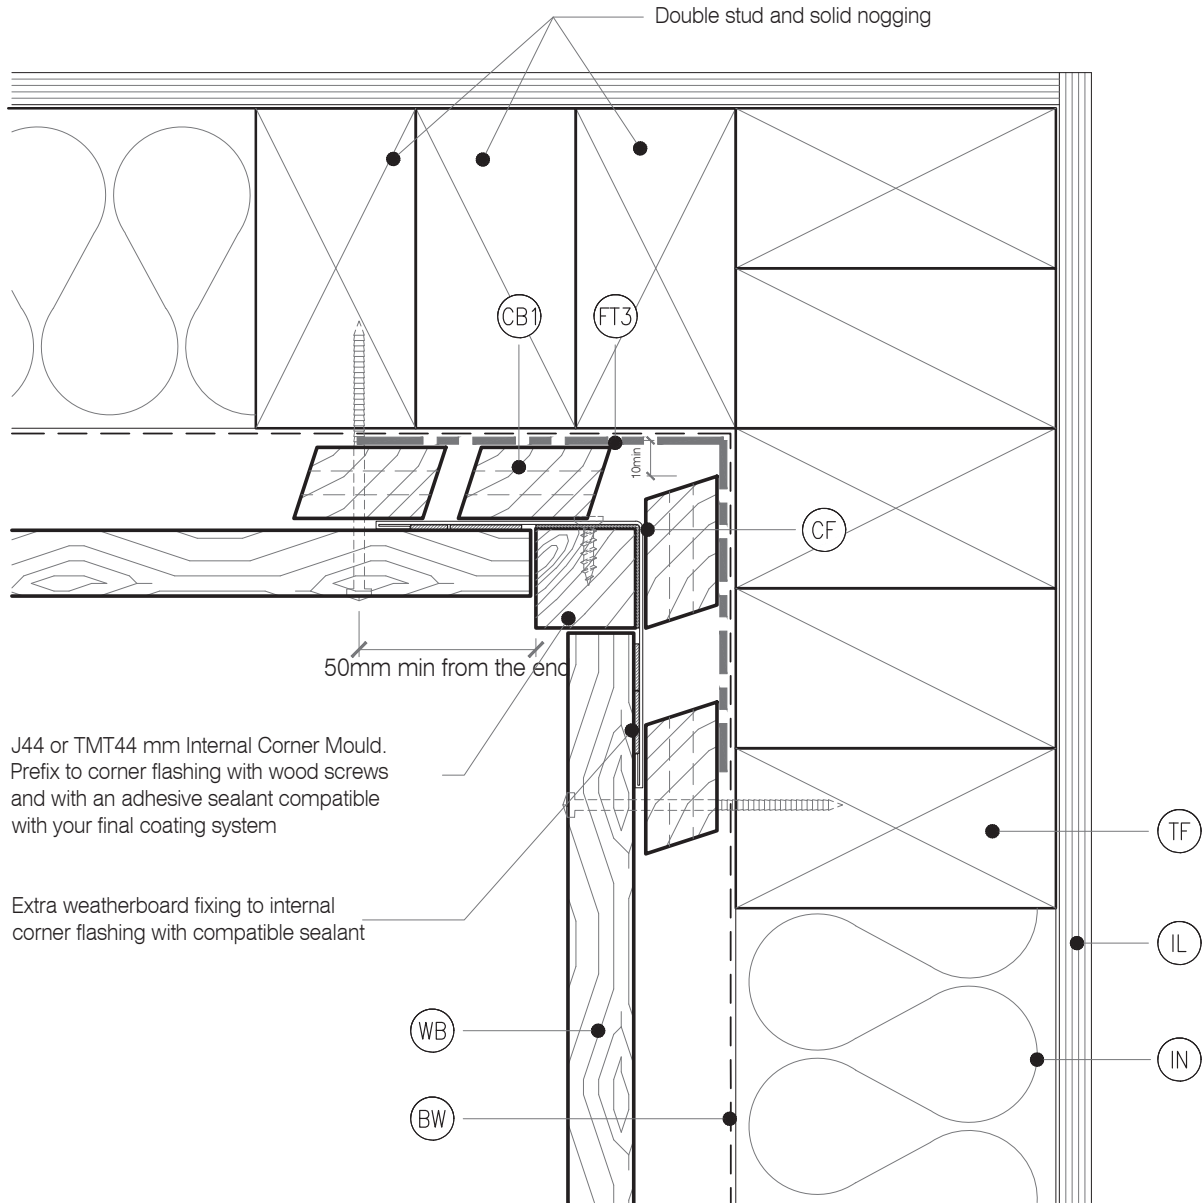 Double stud and solid nogging
CB1
FT3
10min
CF
50mm min from the end
J44 or TMT44 mm Internal Corner Mould.
Prefix to corner flashing with wood screws
and with an adhesive sealant compatible
with your final coating system
TF
Extra weatherboard fixing to internal
corner flashing with compatible sealant
IL
WB
IN
BW